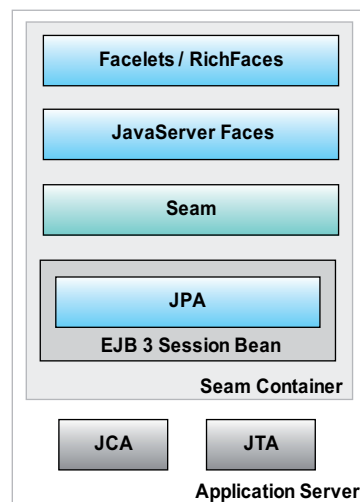 Facelets / RichFaces
JavaServer Faces
Seam
JPA
EJB 3 Session Bean
Seam Container
JCA
JTA
Application Server